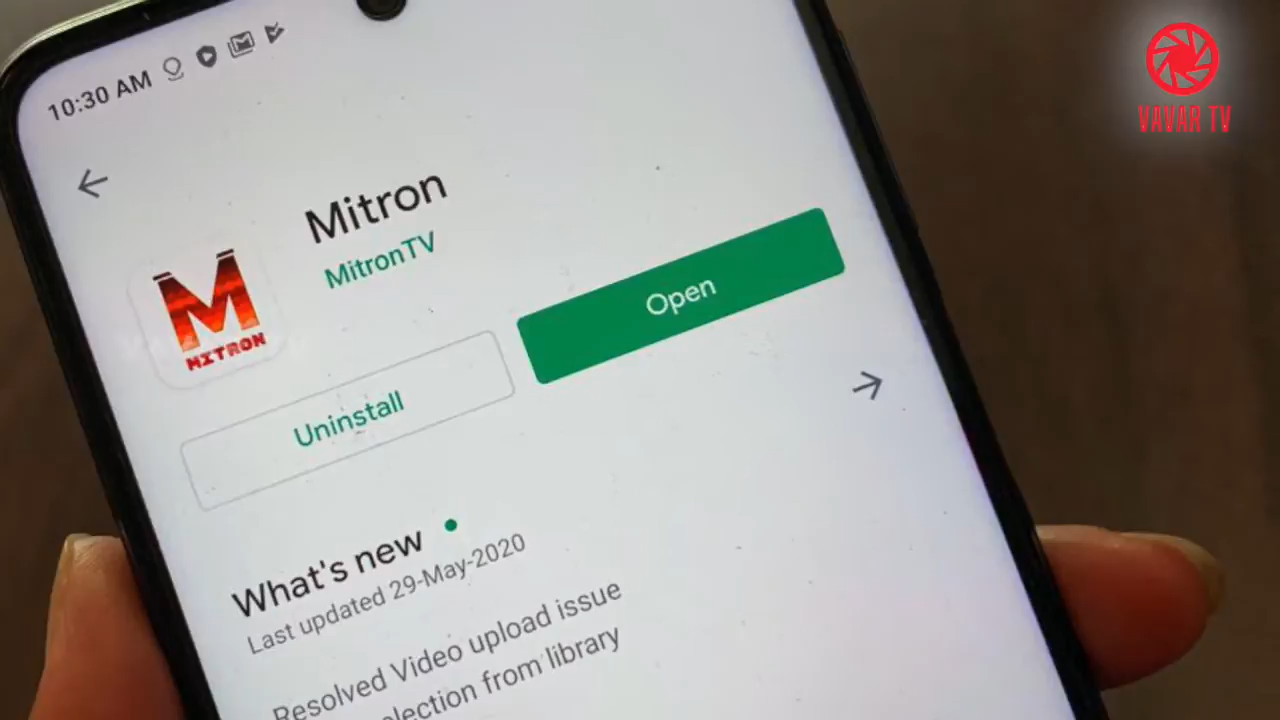 10:30 AM
VAVAR TV
Mitron
MitronTV
M
MITRON
Open
Uninstall
What's new
Last updated 29-May-2020
Resolved Video upload issue
from library